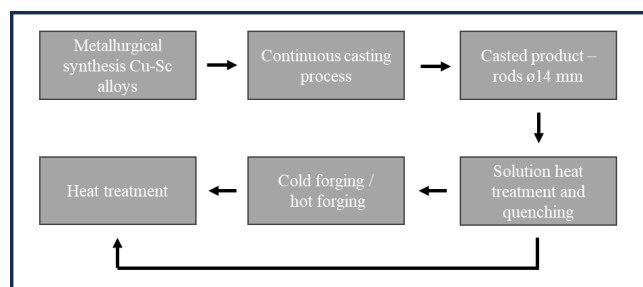 Metallurgical
synthesis Cu-Sc
alloys
Continuous casting
process
Casted product –
rods ø14 mm
Solution heat
treatment and
quenching
Cold forging /
hot forging
Heat treatment